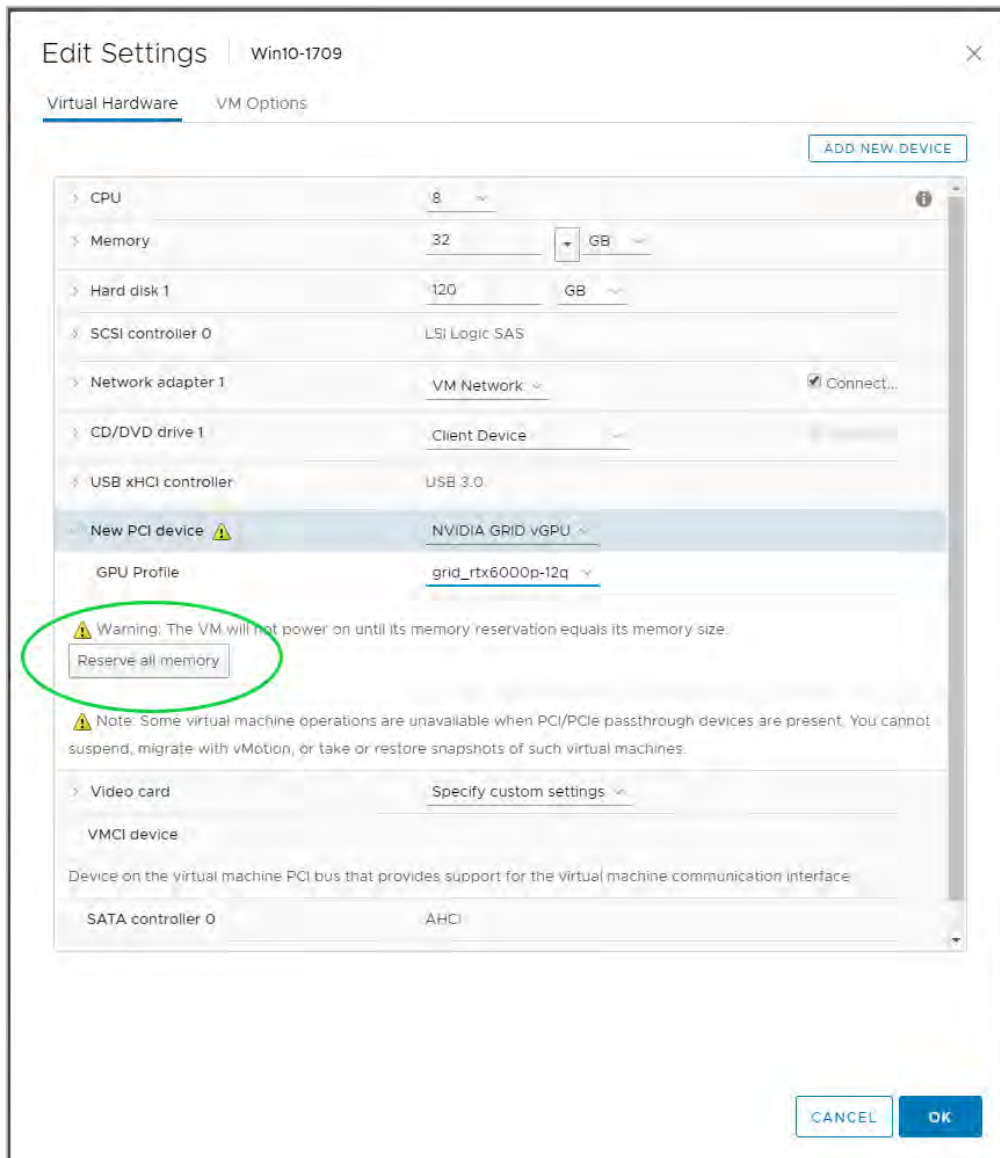 Edit Settings Win10-1709
Virtual Hardware VM Options
ADD NEW DEVICE
CPU 8
Memory 32 GB
Hard disk 1 120 GB
SCSI controller 0 LSI Logic SAS
Network adapter 1 VM Network Connect...
CD/DVD drive 1 Client Device
USB xHCI controller USB 3.0
New PCI device NVIDIA GRID vGPU
GPU Profile grid_rtx6000p-12q
Warning: The VM will not power on until its memory reservation equals its memory size.
Reserve all memory
Note: Some virtual machine operations are unavailable when PCI/PCIe passthrough devices are present. You cannot
suspend, migrate with vMotion, or take or restore snapshots of such virtual machines.
Video card Specify custom settings
VMCI device
Device on the virtual machine PCI bus that provides support for the virtual machine communication interface
SATA controller 0 AHCI
CANCEL OK